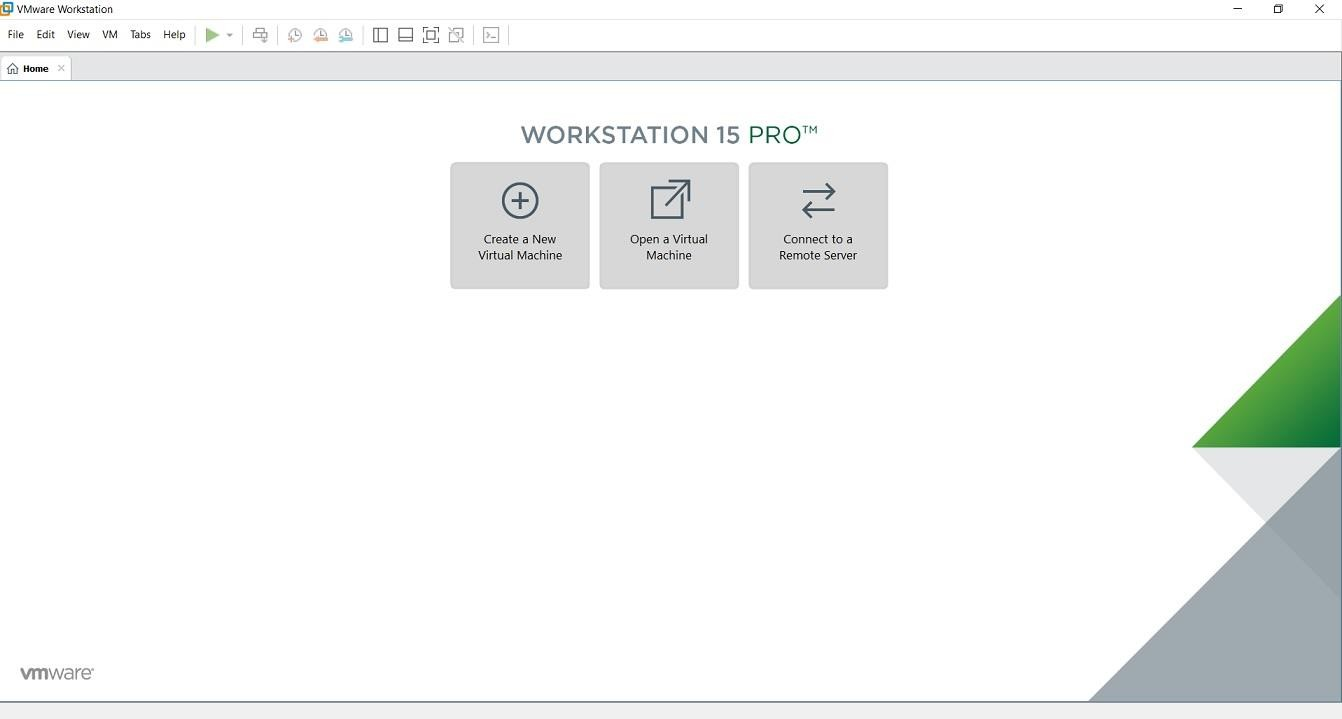 VMware Workstation
File Edit View VM Tabs Help
Home
WORKSTATION 15 PRO™
Create a New
Virtual Machine
Open a Virtual
Machine
Connect to a
Remote Server
vmware®